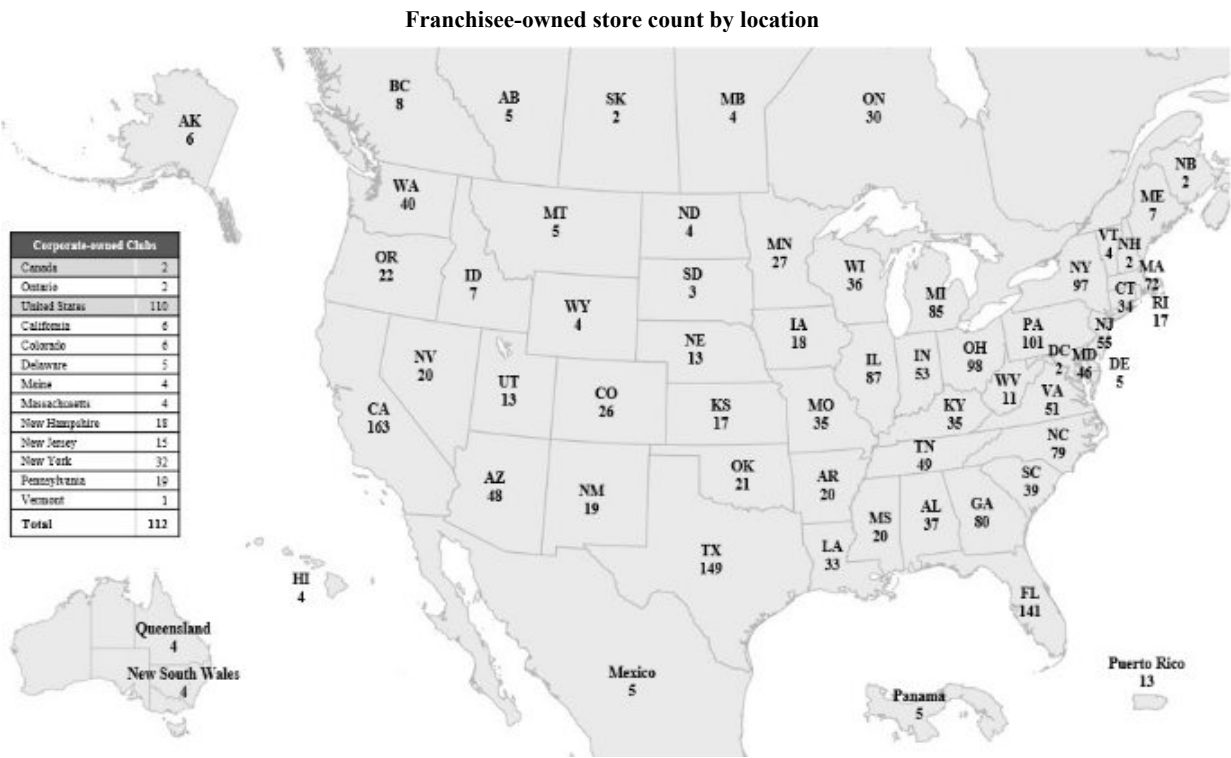 Franchisee-owned store count by location
BC
8
AB
5
SK
2
MB
4
ON
30
AK
6
NB
2
WA
40
MT
5
ND
4
ME
7
MN
27
VT
4
NH
2
OR
22
ID
7
SD
3
WI
36
NY
97
MA
72
MI
85
CT
34
RI
17
WY
4
IA
18
PA
101
NJ
55
NE
13
NV
20
UT
13
IL
87
IN
53
OH
98
DC
2
MD
46
DE
5
CO
26
WV
11
VA
51
CA
163
KS
17
MO
35
KY
35
NC
79
TN
49
AZ
48
NM
19
OK
21
AR
20
SC
39
MS
20
AL
37
GA
80
TX
149
LA
33
HI
4
FL
141
Corporate-owned Clubs
Canada 2
Ontario 2
United States 110
California 6
Colorado 6
Delaware 5
Maine 4
Massachusetts 4
New Hampshire 18
New Jersey 15
New York 32
Pennsylvania 19
Vermont 1
Total 112
Queensland
4
New South Wales
4
Mexico
5
Panama
5
Puerto Rico
13